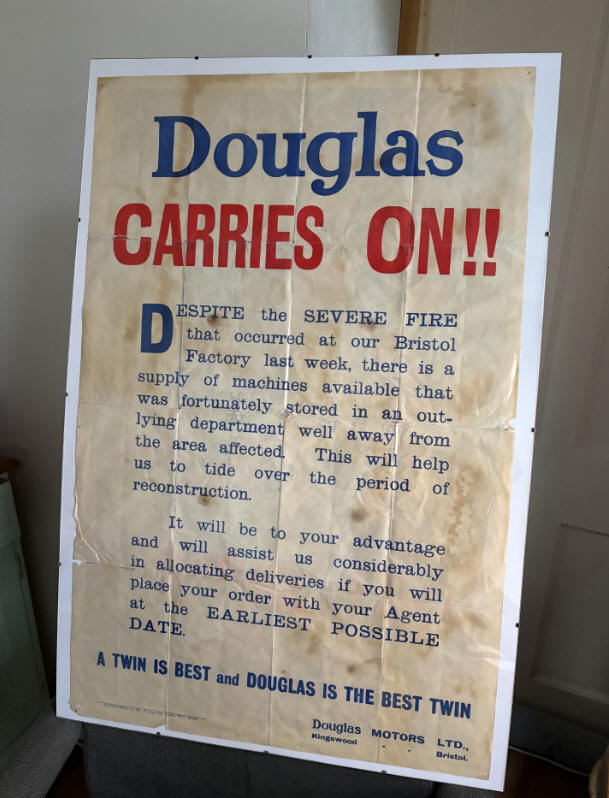 Douglas
CARRIES ON!!
DESPITE the SEVERE FIRE
that occurred at our Bristol
Factory last week, there is a
supply of machines available that
was fortunately stored in an out-
lying department well away from
the area affected. This will help
us to tide over the period of
reconstruction.
It will be to your advantage
and will assist us considerably
in allocating deliveries if you will
place your order with your Agent
at the EARLIEST POSSIBLE
DATE.
A TWIN IS BEST and DOUGLAS IS THE BEST TWIN
Douglas MOTORS LTD.,
Kingswood - - Bristol.